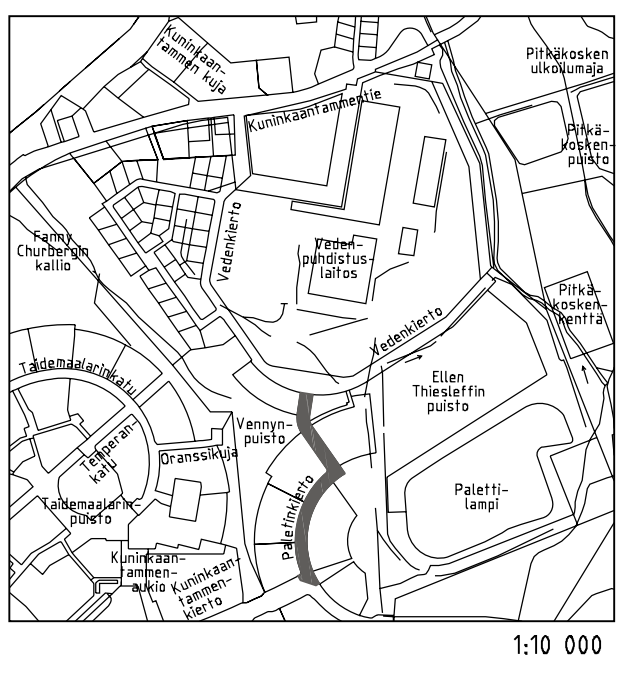 Kuninkaan-
tammen kuja
Pitkäkosken
ulkoilumaja
Kuninkaantammentie
Pitkä-
kosken-
puisto
Fanny
Churbergin
kallio
Vedenkierto
Veden-
puhdistus-
laitos
Pitkä-
kosken-
kenttä
Vedenkierto
Taidemaalarinkatu
Ellen
Thiesleffin
puisto
Vennyn-
puisto
Temperan-
katu
Oranssikuja
Paletti-
lampi
Taidemaalarin-
puisto
Paletinkierto
Kuninkaan-
tammen-
aukio
Kuninkaan-
tammen-
kierto
1:10 000